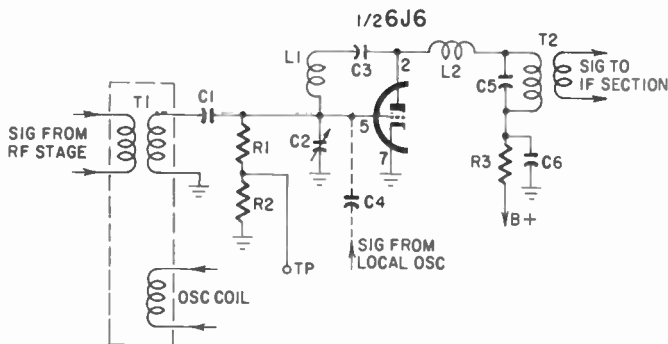 1/2 6J6
L1
C3
2
L2
T2
T1
C1
C5
SIG TO
IF SECTION
SIG FROM
RF STAGE
R1
C2
5
7
R3
C6
R2
C4
B+
TP
SIG FROM
LOCAL OSC
OSC COIL